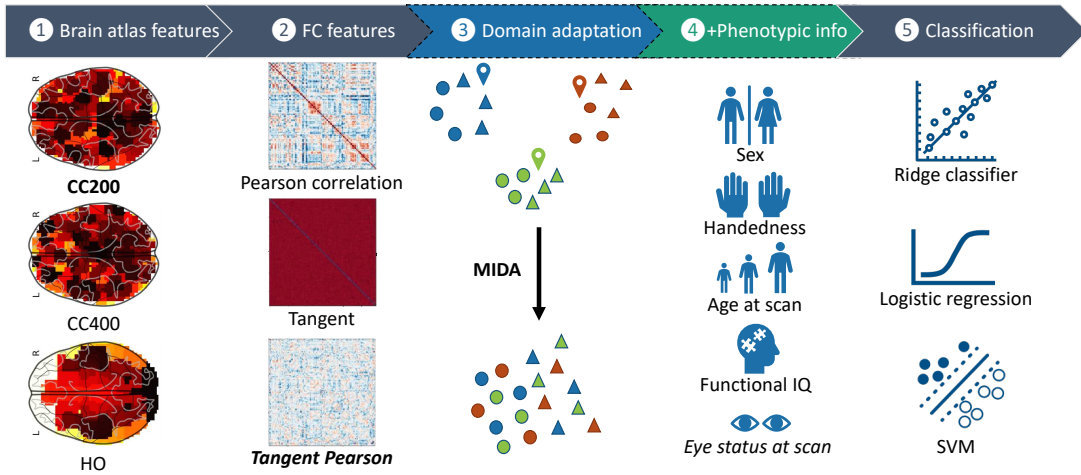 1 Brain atlas features
2 FC features
3 Domain adaptation
4 +Phenotypic info
5 Classification
R
L
CC200
R
L
CC400
R
L
HO
Pearson correlation
Tangent
Tangent Pearson
MIDA
Sex
Handedness
Age at scan
Functional IQ
Eye status at scan
Ridge classifier
Logistic regression
SVM